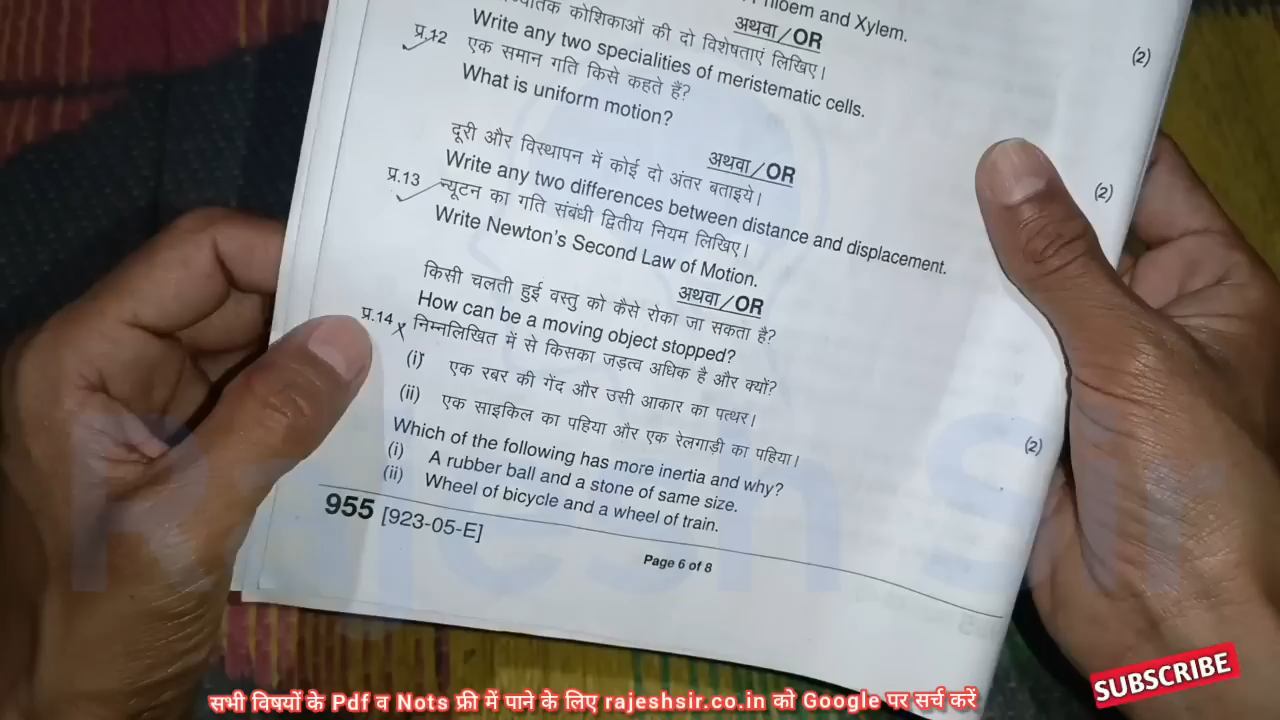 hloem and Xylem.
अथवा/OR
कोशिकाओं की दो विशेषताएं लिखिए।
Write any two specialities of meristematic cells.
(2)
प्र.12 एक समान गति किसे कहते हैं?
What is uniform motion?
अथवा/OR
दूरी और विस्थापन में कोई दो अंतर बताइये।
Write any two differences between distance and displacement.
(2)
प्र.13 न्यूटन का गति संबंधी द्वितीय नियम लिखिए।
Write Newton's Second Law of Motion.
अथवा/OR
किसी चलती हुई वस्तु को कैसे रोका जा सकता है?
How can be a moving object stopped?
प्र.14 निम्नलिखित में से किसका जड़त्व अधिक है और क्यों?
(i) एक रबर की गेंद और उसी आकार का पत्थर।
(ii) एक साइकिल का पहिया और एक रेलगाड़ी का पहिया।
(2)
Which of the following has more inertia and why?
(i) A rubber ball and a stone of same size.
(ii) Wheel of bicycle and a wheel of train.
955 [923-05-E]
Page 6 of 8
Rajesh Sir
SUBSCRIBE
सभी विषयों के Pdf व Nots फ्री में पाने के लिए rajeshsir.co.in को Google पर सर्च करें